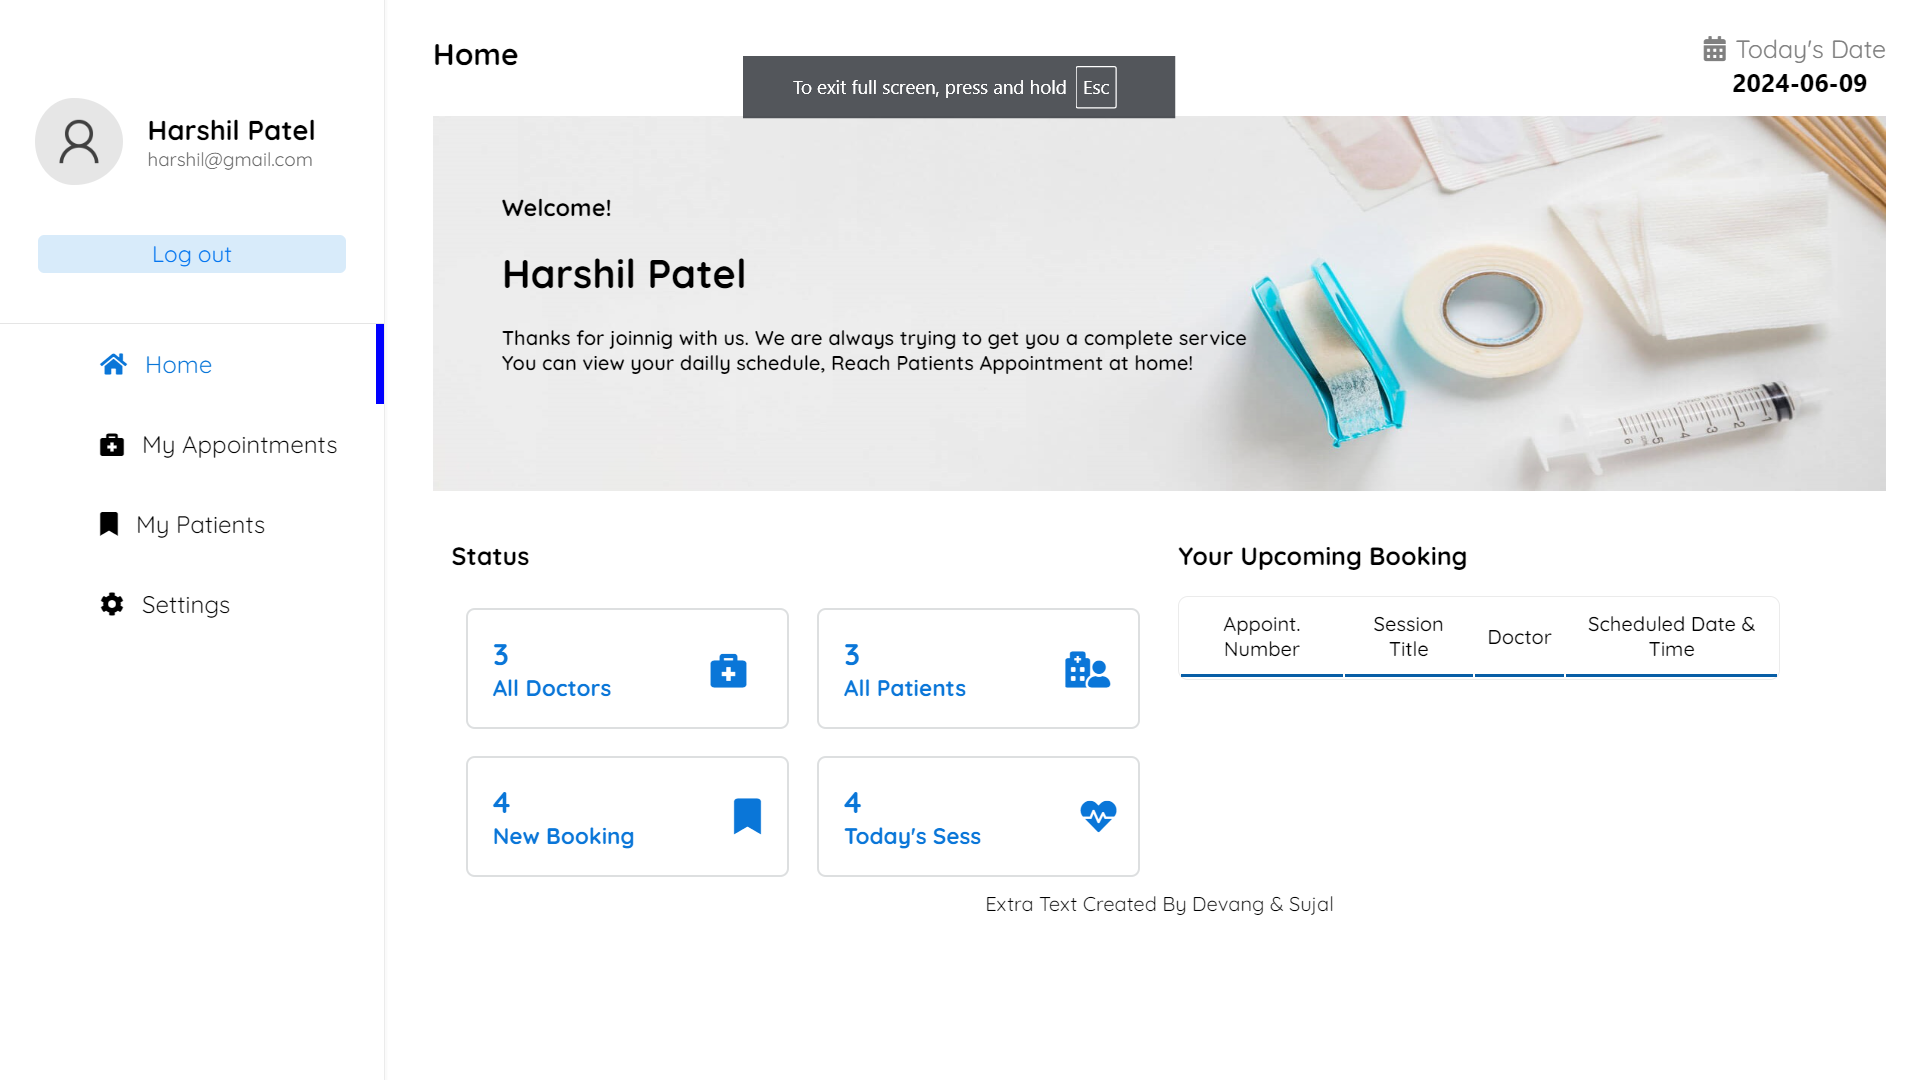 Harshil Patel
harshil@gmail.com
Log out
Home
My Appointments
My Patients
Settings
Home
To exit full screen, press and hold Esc
Today's Date
2024-06-09
Welcome!
Harshil Patel
Thanks for joinnig with us. We are always trying to get you a complete service
You can view your dailly schedule, Reach Patients Appointment at home!
Status
3
All Doctors
3
All Patients
4
New Booking
4
Today's Sess
Your Upcoming Booking
Appoint.
Number
Session
Title
Doctor
Scheduled Date &
Time
Extra Text Created By Devang & Sujal